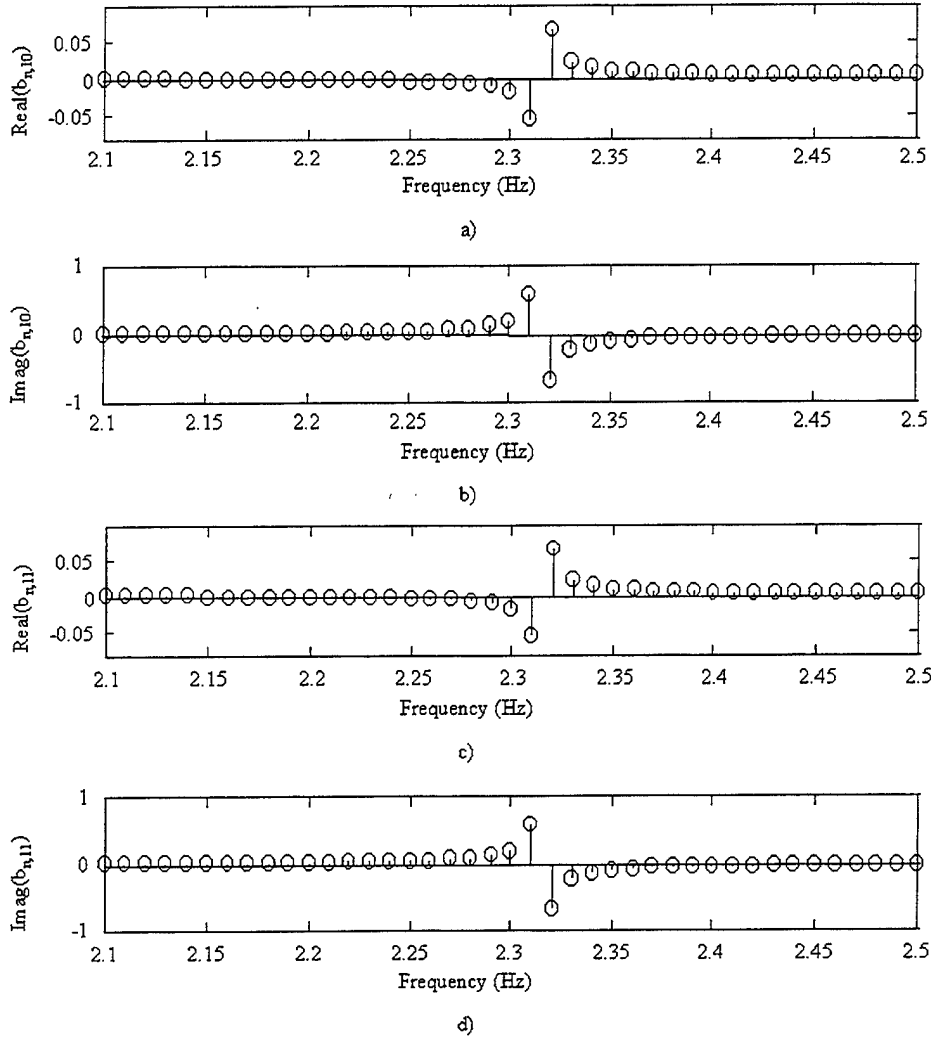 0.05
0
-0.05
Real(b_{n,10})
2.1 2.15 2.2 2.25 2.3 2.35 2.4 2.45 2.5
Frequency (Hz)
a)
1
0
-1
Imag(b_{n,10})
2.1 2.15 2.2 2.25 2.3 2.35 2.4 2.45 2.5
Frequency (Hz)
b)
0.05
0
-0.05
Real(b_{n,11})
2.1 2.15 2.2 2.25 2.3 2.35 2.4 2.45 2.5
Frequency (Hz)
c)
1
0
-1
Imag(b_{n,11})
2.1 2.15 2.2 2.25 2.3 2.35 2.4 2.45 2.5
Frequency (Hz)
d)